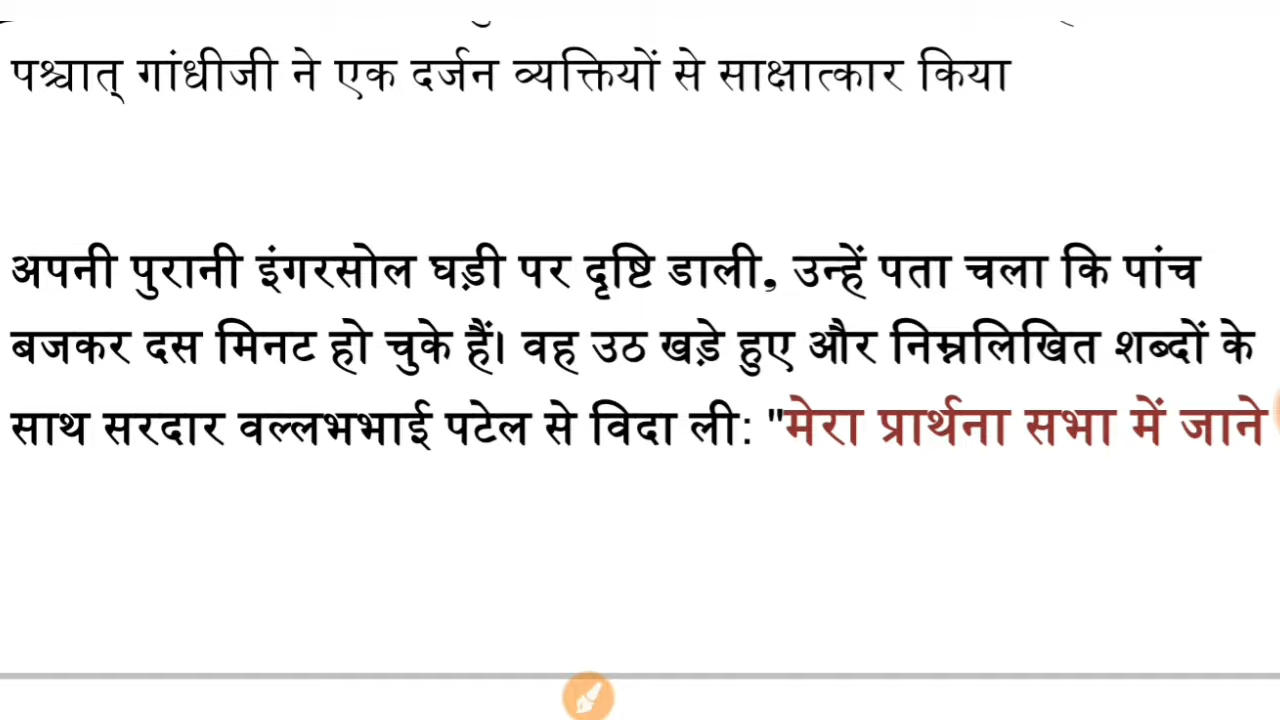 पश्चात् गांधीजी ने एक दर्जन व्यक्तियों से साक्षात्कार किया
अपनी पुरानी इंगरसोल घड़ी पर दृष्टि डाली, उन्हें पता चला कि पांच
बजकर दस मिनट हो चुके हैं। वह उठ खड़े हुए और निम्नलिखित शब्दों के
साथ सरदार वल्लभभाई पटेल से विदा ली: "मेरा प्रार्थना सभा में जाने